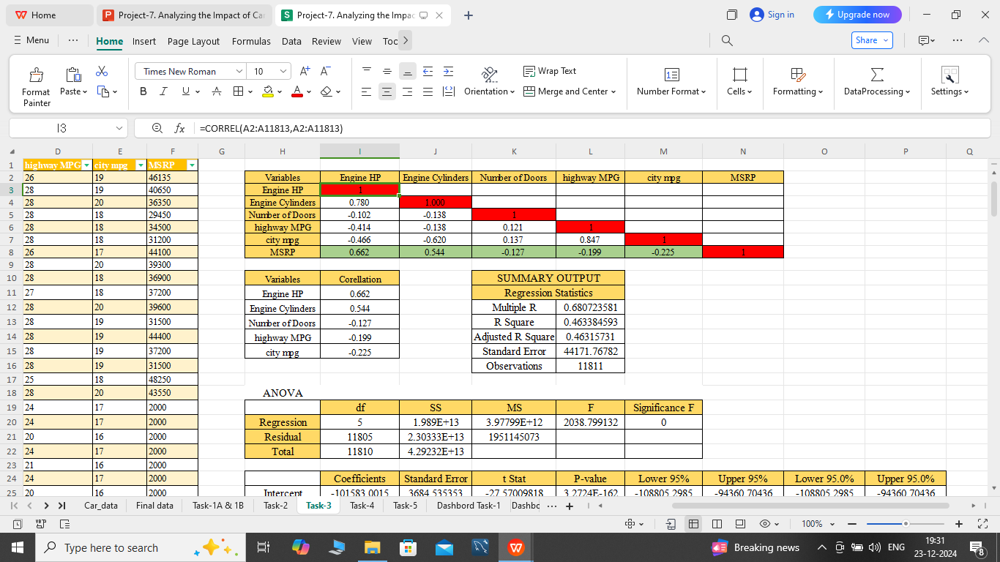 Home
Project-7. Analyzing the Impact of Ca
Project-7. Analyzing the Impac
Sign in
Upgrade now
Menu
Home Insert Page Layout Formulas Data Review View Too
Share
Format Painter
Paste
Times New Roman 10
B I U A
Orientation
Wrap Text
Merge and Center
Number Format
Cells
Formatting
DataProcessing
Settings
I3
fx =CORREL(A2:A11813,A2:A11813)
D E F G H I J K L M N O P Q
1 highway MPG city mpg MSRP
2 26 19 46135 Variables Engine HP Engine Cylinders Number of Doors highway MPG city mpg MSRP
3 28 19 40650 Engine HP 1
4 28 20 36350 Engine Cylinders 0.780 1.000
5 28 18 29450 Number of Doors -0.102 -0.138 1
6 28 18 34500 highway MPG -0.414 -0.138 0.121 1
7 28 18 31200 city mpg -0.466 -0.620 0.137 0.847 1
8 26 17 44100 MSRP 0.662 0.544 -0.127 -0.199 -0.225 1
9 28 20 39300
10 28 18 36900 Variables Corellation SUMMARY OUTPUT
11 27 18 37200 Engine HP 0.662 Regression Statistics
12 28 20 39600 Engine Cylinders 0.544 Multiple R 0.680723581
13 28 19 31500 Number of Doors -0.127 R Square 0.463384593
14 28 19 44400 highway MPG -0.199 Adjusted R Square 0.46315731
15 28 19 37200 city mpg -0.225 Standard Error 44171.76782
16 28 19 31500 Observations 11811
17 25 18 48250
18 28 20 43550 ANOVA
19 24 17 2000 df SS MS F Significance F
20 24 17 2000 Regression 5 1.989E+13 3.97799E+12 2038.799132 0
21 20 16 2000 Residual 11805 2.30333E+13 1951145073
22 24 17 2000 Total 11810 4.29232E+13
23 21 16 2000
24 24 17 2000 Coefficients Standard Error t Stat P-value Lower 95% Upper 95% Lower 95.0% Upper 95.0%
25 20 16 2000 Intercept -101583.0015 3684.535353 -27.57009818 3.2724E-162 -108805.2985 -94360.70436 -108805.2985 -94360.70436
Car_data Final data Task-1A & 1B Task-2 Task-3 Task-4 Task-5 Dashbord Task-1 Dashbo
100%
Type here to search
Breaking news
ENG
19:31
23-12-2024
8